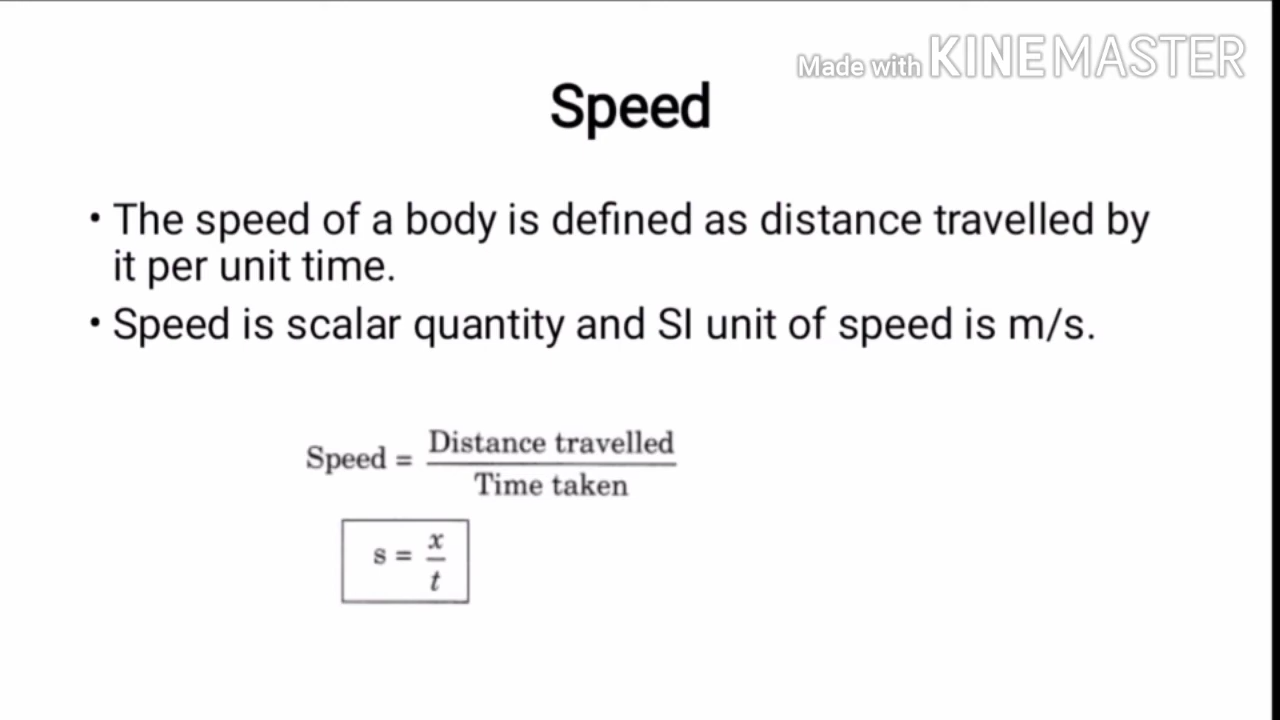 Made with KINEMASTER
Speed
• The speed of a body is defined as distance travelled by
it per unit time.
• Speed is scalar quantity and SI unit of speed is m/s.
Speed = Distance travelled / Time taken
s = x / t